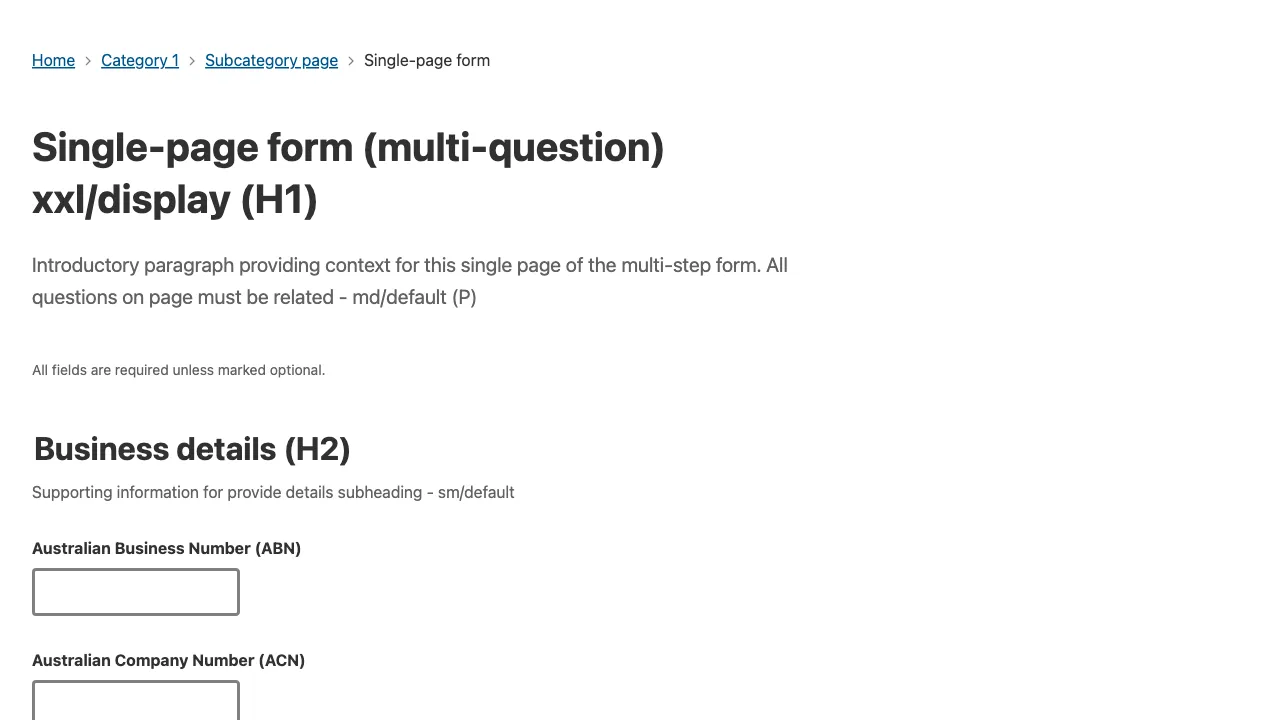 Home > Category 1 > Subcategory page > Single-page form
Single-page form (multi-question)
xxl/display (H1)
Introductory paragraph providing context for this single page of the multi-step form. All
questions on page must be related - md/default (P)
All fields are required unless marked optional.
Business details (H2)
Supporting information for provide details subheading - sm/default
Australian Business Number (ABN)
Australian Company Number (ACN)